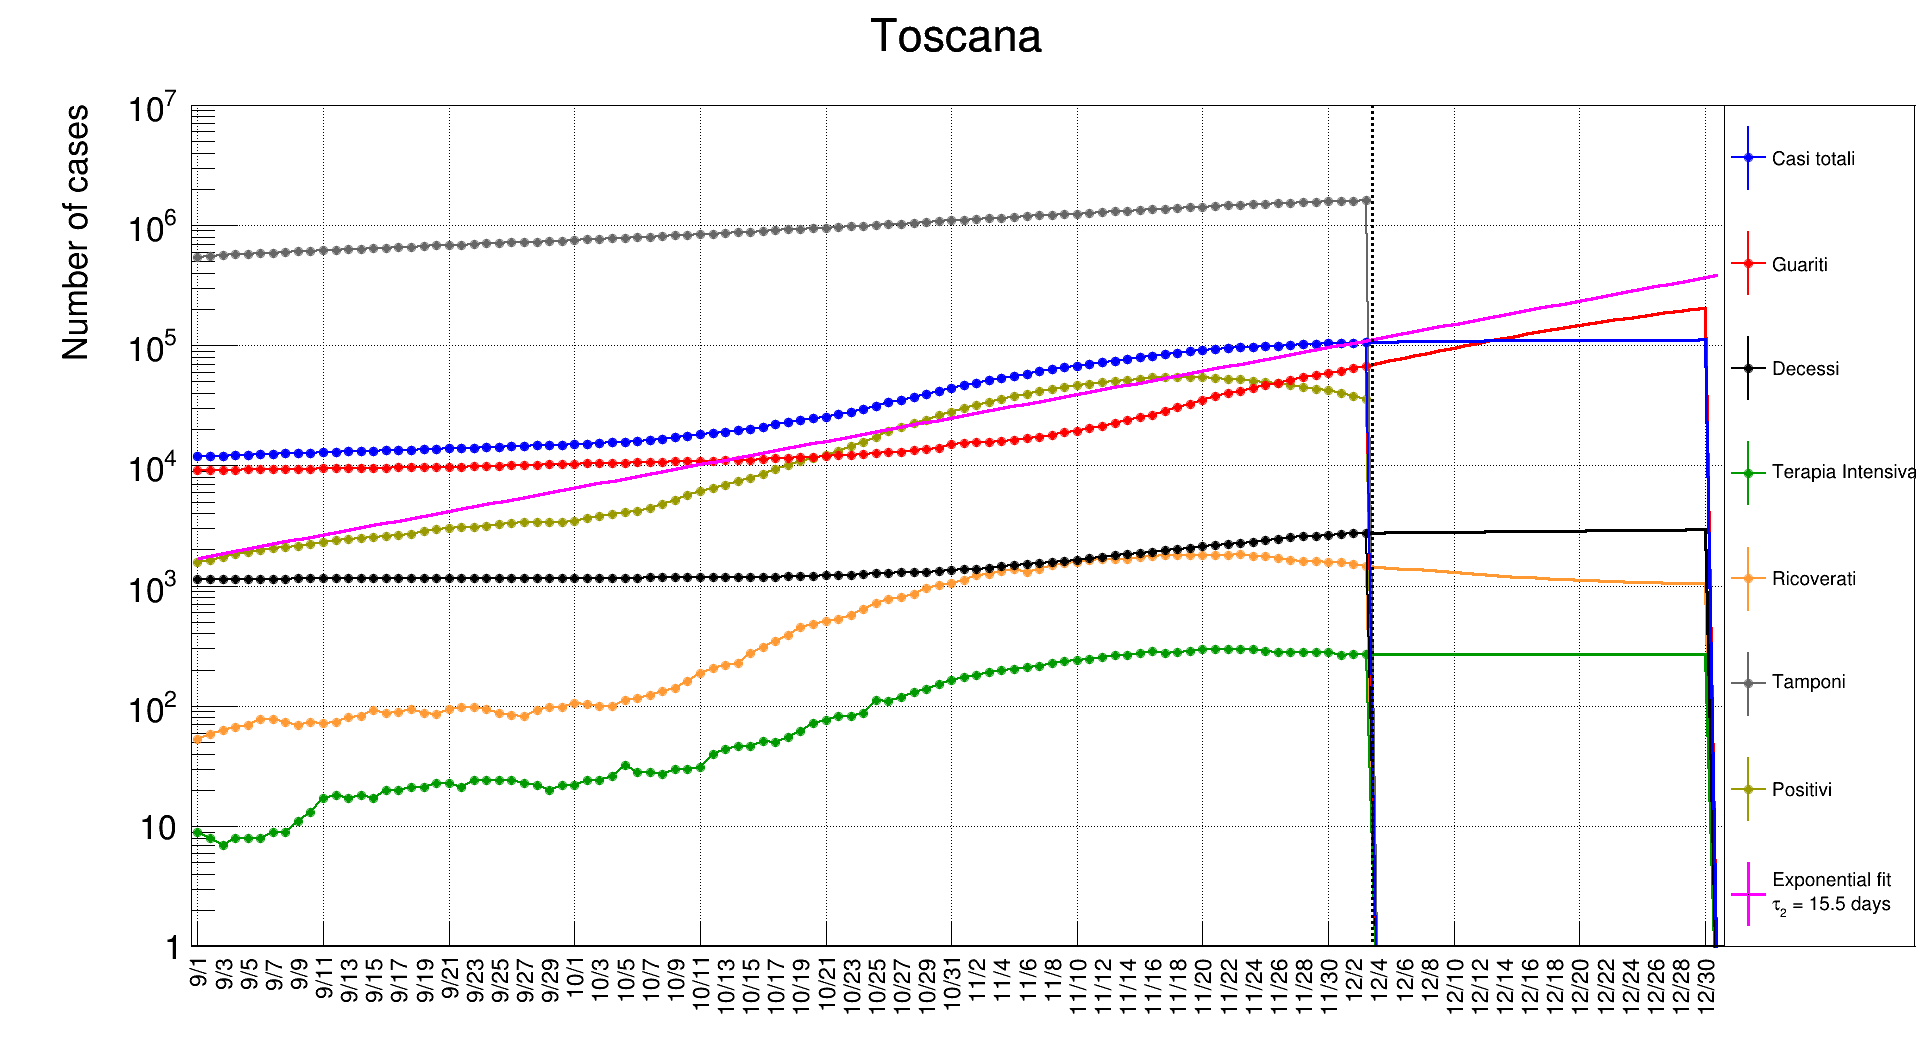 Toscana
Number of cases
10^7
10^6
10^5
10^4
10^3
10^2
10
1
9/1 9/3 9/5 9/7 9/9 9/11 9/13 9/15 9/17 9/19 9/21 9/23 9/25 9/27 9/29 10/1 10/3 10/5 10/7 10/9 10/11 10/13 10/15 10/17 10/19 10/21 10/23 10/25 10/27 10/29 10/31 11/2 11/4 11/6 11/8 11/10 11/12 11/14 11/16 11/18 11/20 11/22 11/24 11/26 11/28 11/30 12/2 12/4 12/6 12/8 12/10 12/12 12/14 12/16 12/18 12/20 12/22 12/24 12/26 12/28 12/30
Casi totali
Guariti
Decessi
Terapia Intensiva
Ricoverati
Tamponi
Positivi
Exponential fit
τ_2 = 15.5 days